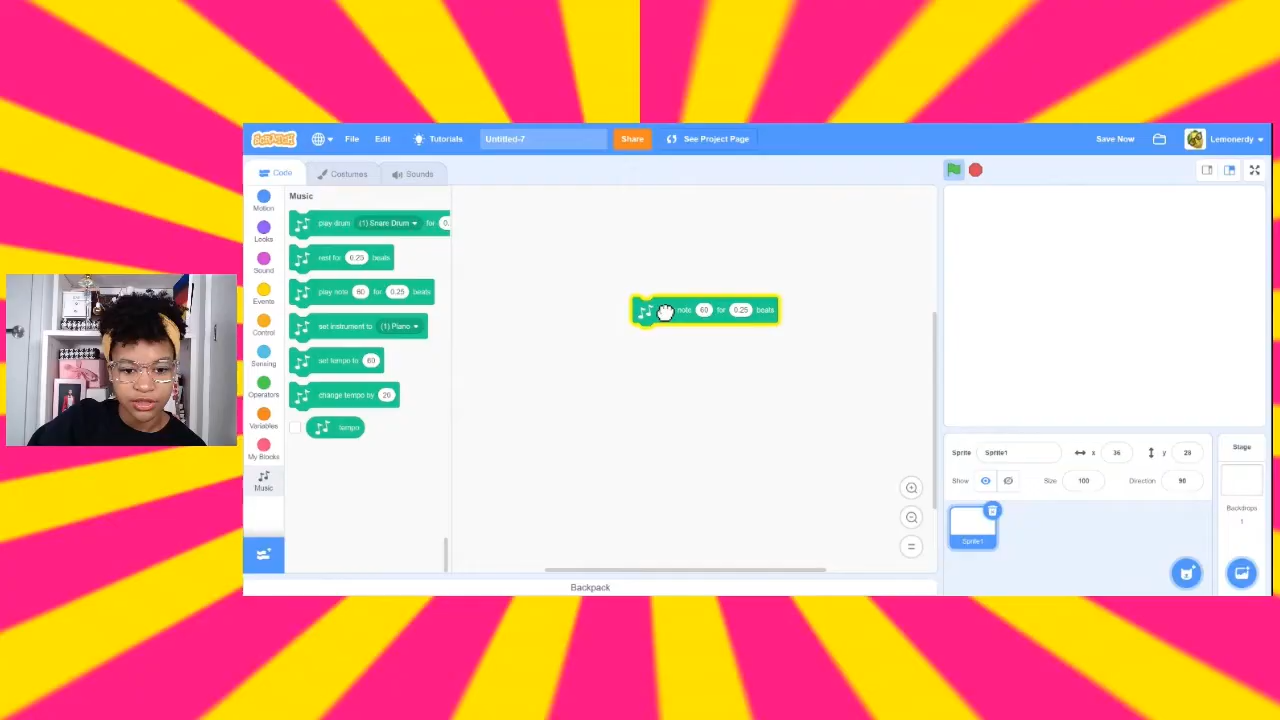 SCRATCH File Edit Tutorials Untitled-7 Share See Project Page Save Now Lemonerdy
Code Costumes Sounds
Motion
Looks
Sound
Events
Control
Sensing
Operators
Variables
My Blocks
Music
Music
play drum (1) Snare Drum for 0.
rest for 0.25 beats
play note 60 for 0.25 beats
set instrument to (1) Piano
set tempo to 60
change tempo by 20
tempo
note 60 for 0.25 beats
Backpack
Sprite Sprite1 x 36 y 28
Show Size 100 Direction 90
Sprite1
Stage
Backdrops
1